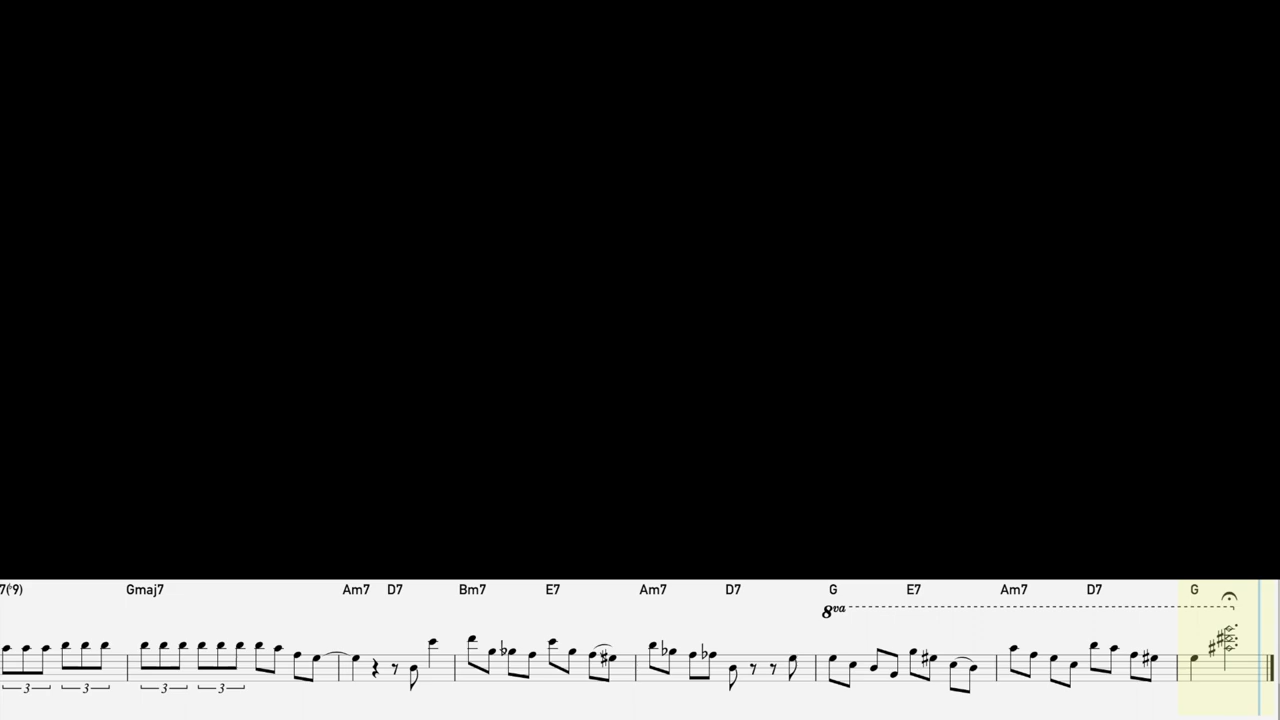 7(♭9) Gmaj7 Am7 D7 Bm7 E7 Am7 D7 G E7 Am7 D7 G
8va
3 3 3 3